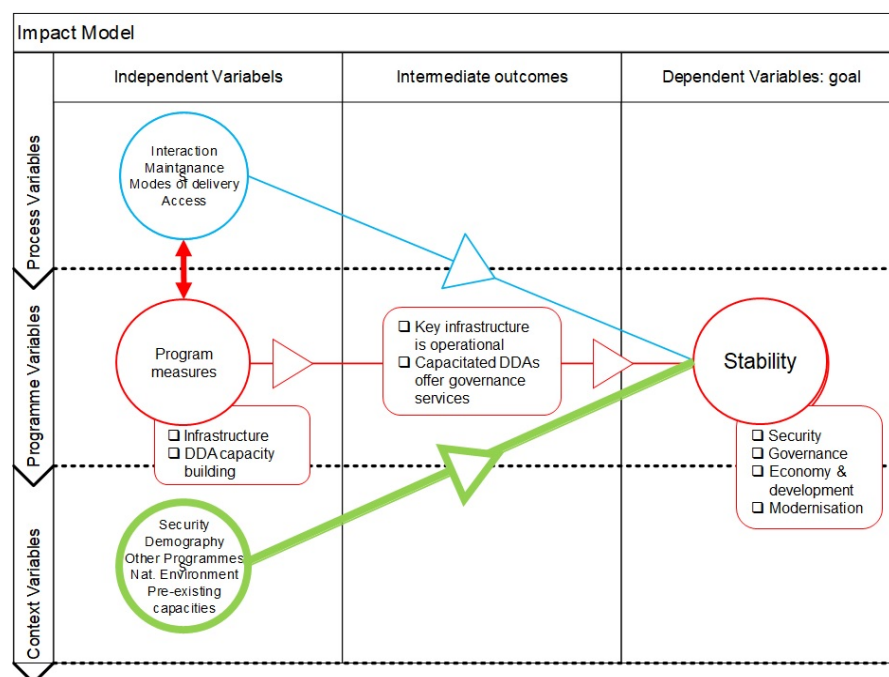 Impact Model
Independent Variabels
Intermediate outcomes
Dependent Variables: goal
Process Variables
Interaction
Maintanance
Modes of delivery
S
Access
Programme Variables
Program
measures
❑ Infrastructure
❑ DDA capacity
building
❑ Key infrastructure
is operational
❑ Capacitated DDAs
offer governance
services
Stability
❑ Security
❑ Governance
❑ Economy &
development
❑ Modernisation
Context Variables
Security
Demography
Other Programmes
S
Nat. Environment
Pre-existing
capacities